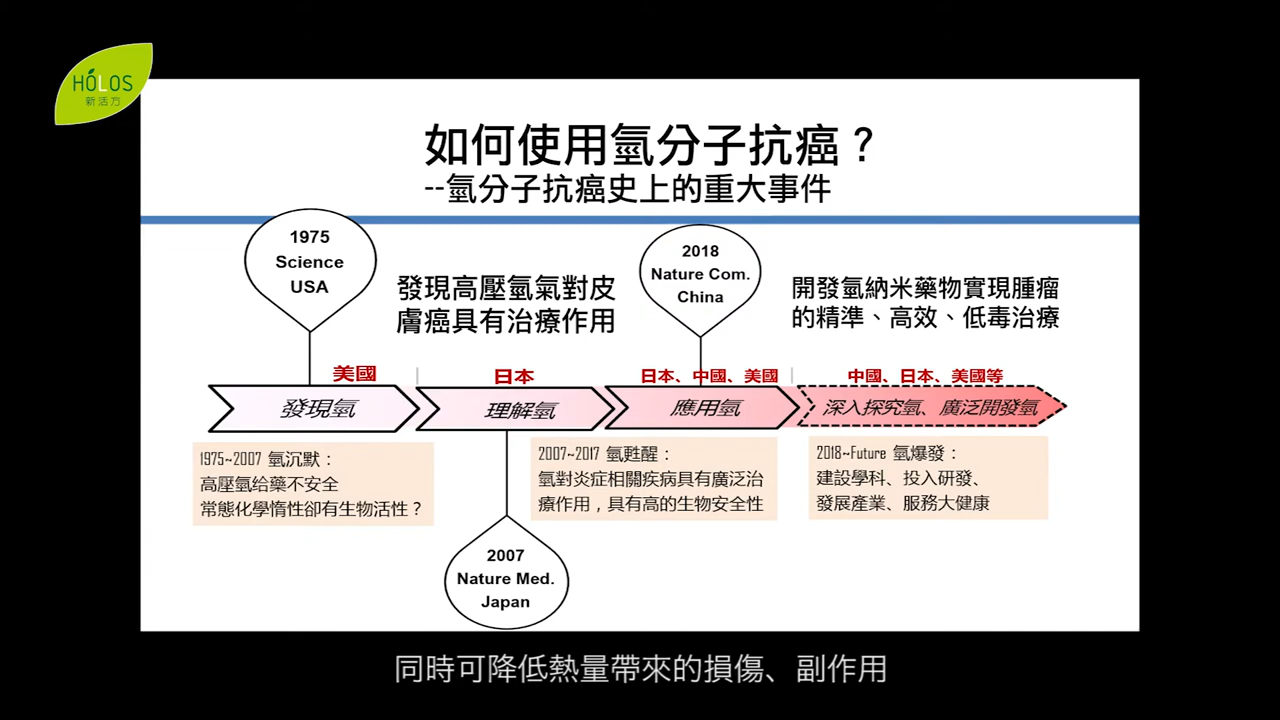 HOLOS
新活方
如何使用氫分子抗癌？
--氫分子抗癌史上的重大事件
1975
Science
USA
發現高壓氫氣對皮
膚癌具有治療作用
2018
Nature Com.
China
開發氫納米藥物實現腫瘤
的精準、高效、低毒治療
美國
日本
日本、中國、美國
中國、日本、美國等
發現氫
理解氫
應用氫
深入探究氫、廣泛開發氫
1975~2007 氫沉默：
高壓氫给藥不安全
常態化學惰性卻有生物活性？
2007~2017 氫甦醒：
氫對炎症相關疾病具有廣泛治
療作用，具有高的生物安全性
2018~Future 氫爆發：
建設學科、投入研發、
發展產業、服務大健康
2007
Nature Med.
Japan
同時可降低熱量帶來的損傷、副作用